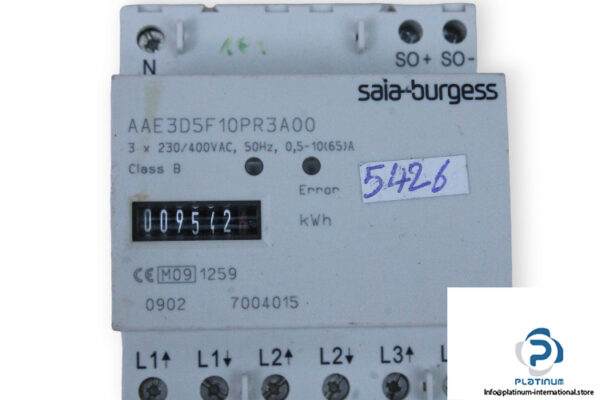 N
SO+ SO-
saia-burgess
AAE3D5F10PR3A00
3 x 230/400VAC, 50Hz, 0,5-10(65)A
Class B
Error
5426
kWh
CE M09 1259
0902 7004015
L1↑ L1↓ L2↑ L2↓ L3↑
PLATINUM
Info@platinum-international.store